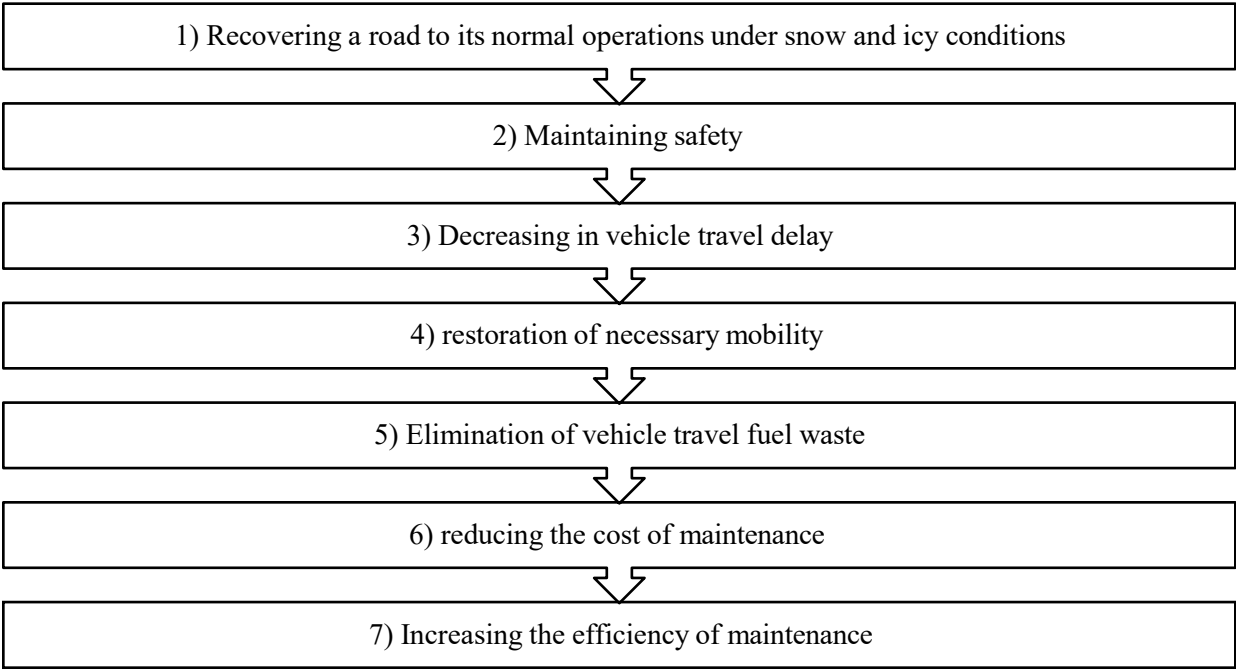 1) Recovering a road to its normal operations under snow and icy conditions
2) Maintaining safety
3) Decreasing in vehicle travel delay
4) restoration of necessary mobility
5) Elimination of vehicle travel fuel waste
6) reducing the cost of maintenance
7) Increasing the efficiency of maintenance